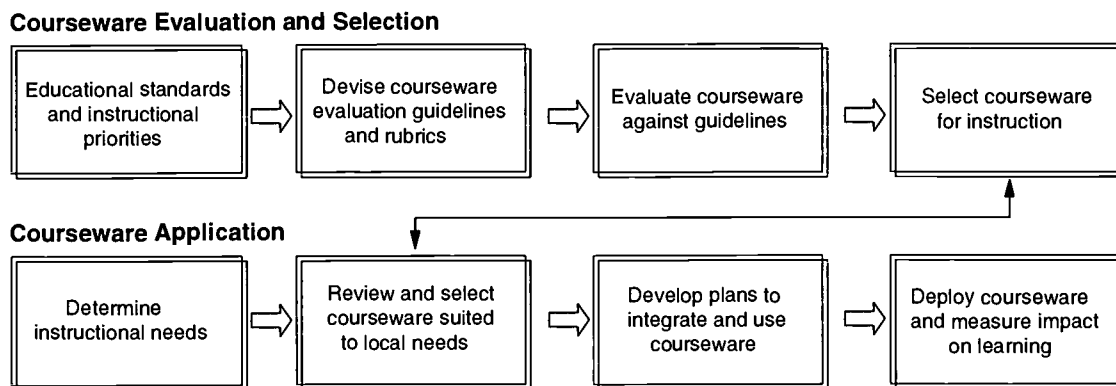 Courseware Evaluation and Selection
Educational standards
and instructional
priorities
Devise courseware
evaluation guidelines
and rubrics
Evaluate courseware
against guidelines
Select courseware
for instruction
Courseware Application
Determine
instructional needs
Review and select
courseware suited
to local needs
Develop plans to
integrate and use
courseware
Deploy courseware
and measure impact
on learning